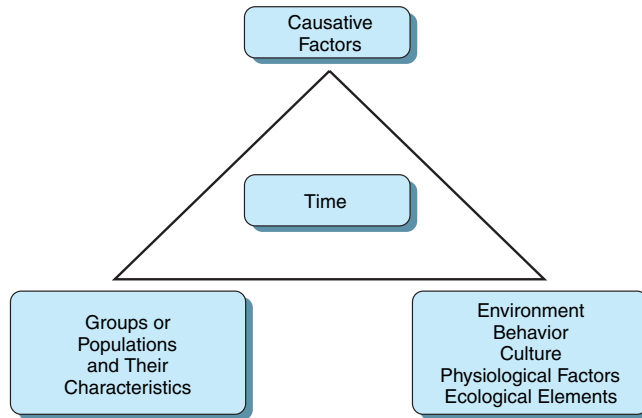 Causative
Factors
Time
Groups or
Populations
and Their
Characteristics
Environment
Behavior
Culture
Physiological Factors
Ecological Elements